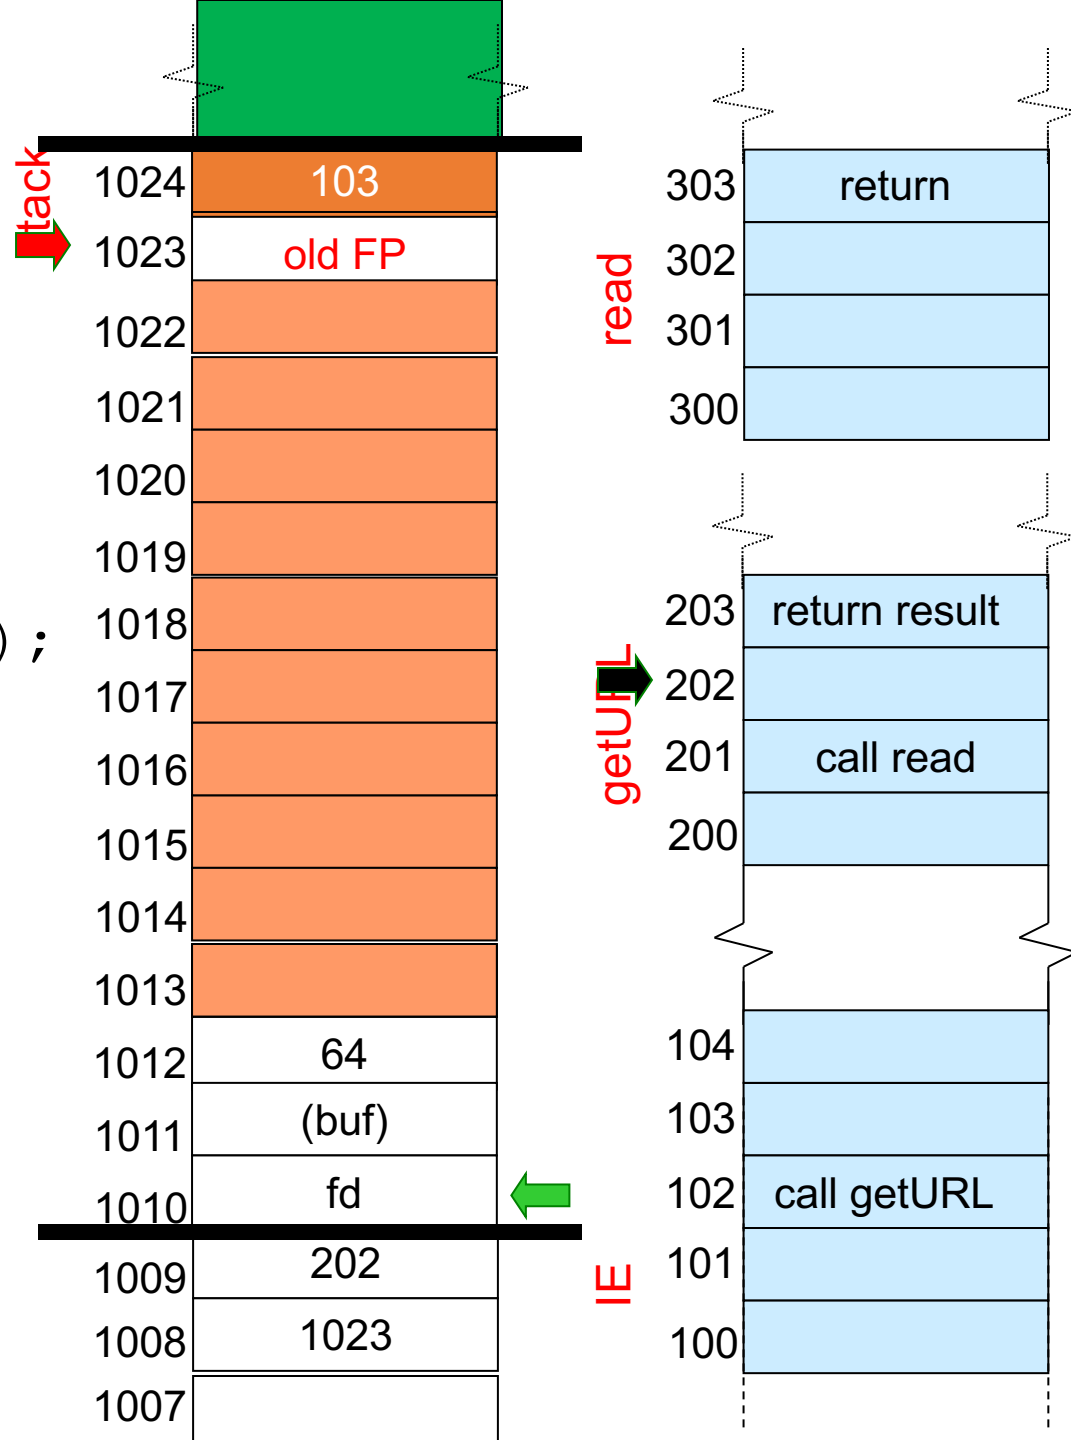 tack
1024 103
1023 old FP
1022
1021
1020
1019
1018
1017
1016
1015
1014
1013
1012 64
1011 (buf)
1010 fd
1009 202
1008 1023
1007
);
read
303 return
302
301
300
getURL
203 return result
202
201 call read
200
IE
104
103
102 call getURL
101
100